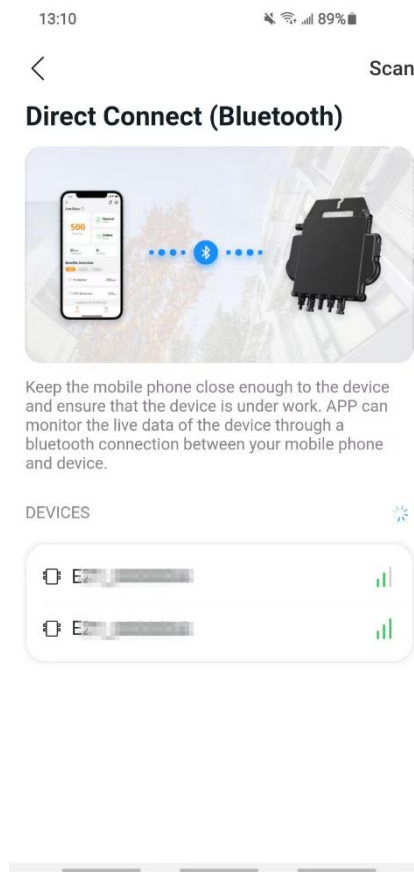 13:10 89%
Scan
Direct Connect (Bluetooth)
500
Keep the mobile phone close enough to the device
and ensure that the device is under work. APP can
monitor the live data of the device through a
bluetooth connection between your mobile phone
and device.
DEVICES